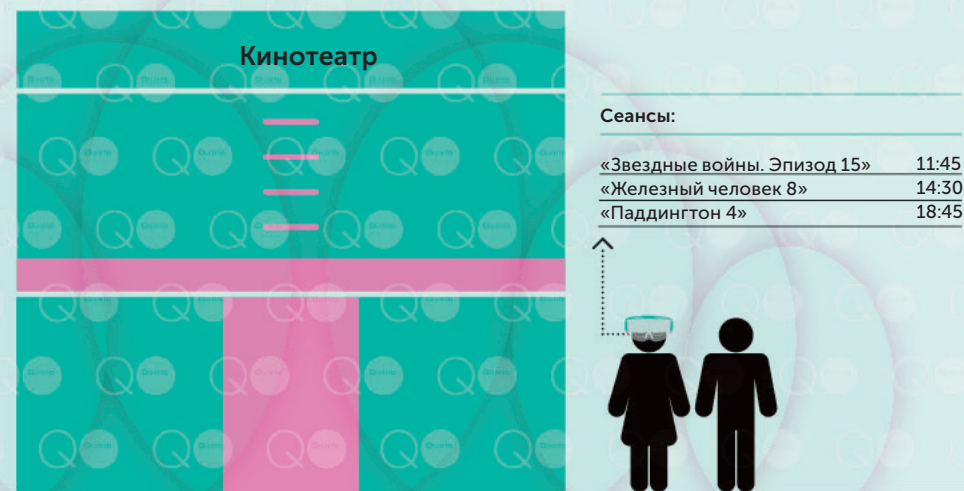 Кинотеатр
Сеансы:
«Звездные войны. Эпизод 15» 11:45
«Железный человек 8» 14:30
«Паддингтон 4» 18:45